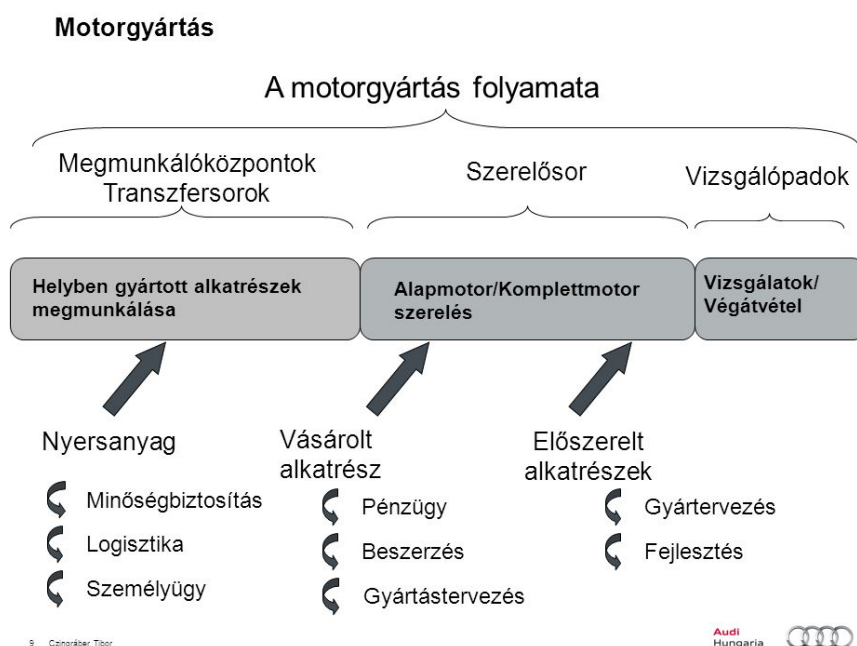 Motorgyártás
A motorgyártás folyamata
Megmunkálóközpontok
Transzfersorok
Szerelősor
Vizsgálópadok
Helyben gyártott alkatrészek
megmunkálása
Alapmotor/Komplettmotor
szerelés
Vizsgálatok/
Végátvétel
Nyersanyag
Vásárolt
alkatrész
Előszerelt
alkatrészek
Minőségbiztosítás
Logisztika
Személyügy
Pénzügy
Beszerzés
Gyártástervezés
Gyártervezés
Fejlesztés
9 Czingráber Tibor
Audi
Hungaria